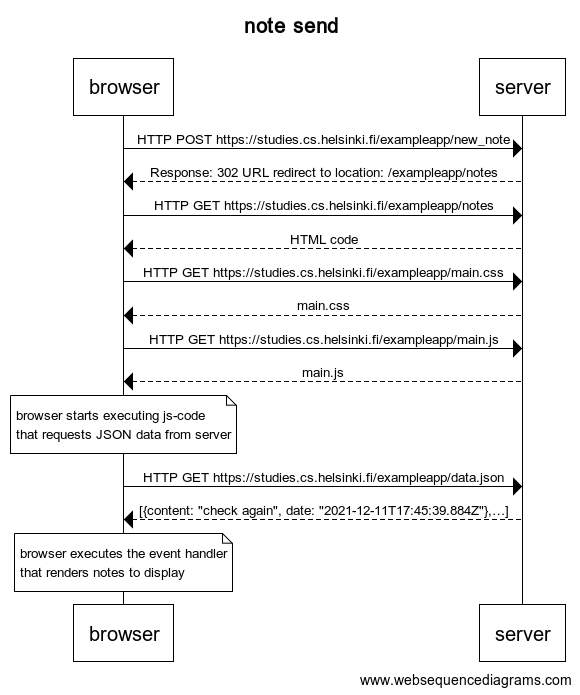 note send
browser
server
HTTP POST https://studies.cs.helsinki.fi/exampleapp/new_note
Response: 302 URL redirect to location: /exampleapp/notes
HTTP GET https://studies.cs.helsinki.fi/exampleapp/notes
HTML code
HTTP GET https://studies.cs.helsinki.fi/exampleapp/main.css
main.css
HTTP GET https://studies.cs.helsinki.fi/exampleapp/main.js
main.js
browser starts executing js-code
that requests JSON data from server
HTTP GET https://studies.cs.helsinki.fi/exampleapp/data.json
[{content: "check again", date: "2021-12-11T17:45:39.884Z"},…]
browser executes the event handler
that renders notes to display
browser
server
www.websequencediagrams.com